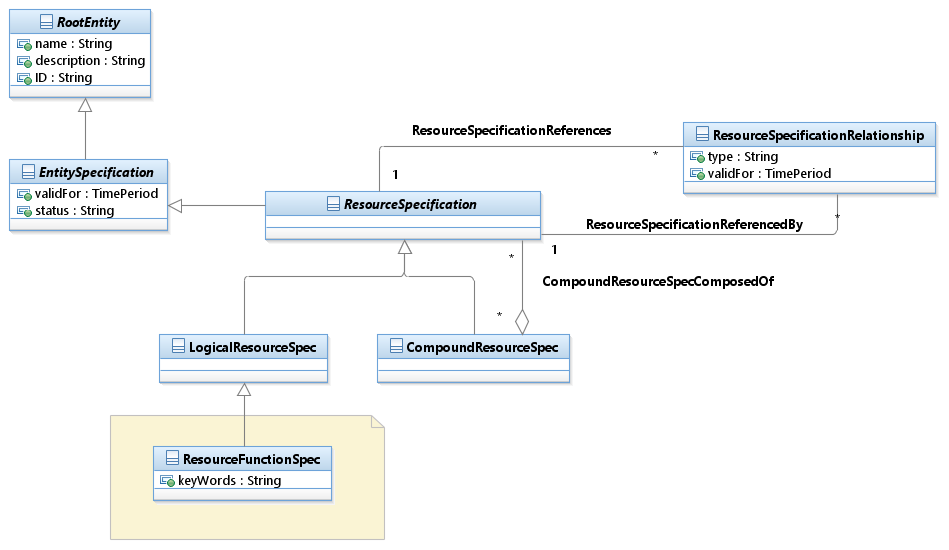 RootEntity
name : String
description : String
ID : String
ResourceSpecificationReferences
*
1
ResourceSpecificationRelationship
type : String
validFor : TimePeriod
EntitySpecification
validFor : TimePeriod
status : String
ResourceSpecification
ResourceSpecificationReferencedBy
*
1
*
CompoundResourceSpecComposedOf
*
LogicalResourceSpec
CompoundResourceSpec
ResourceFunctionSpec
keyWords : String